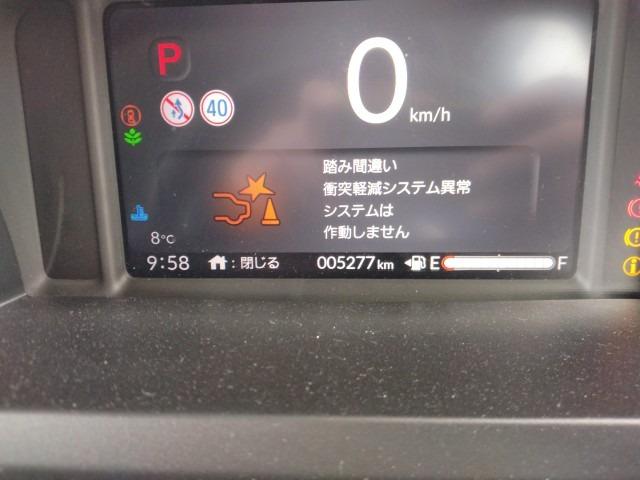 P
0 km/h
40
踏み間違い
衝突軽減システム異常
システムは
作動しません
8℃
9:58 :閉じる 005277km E F